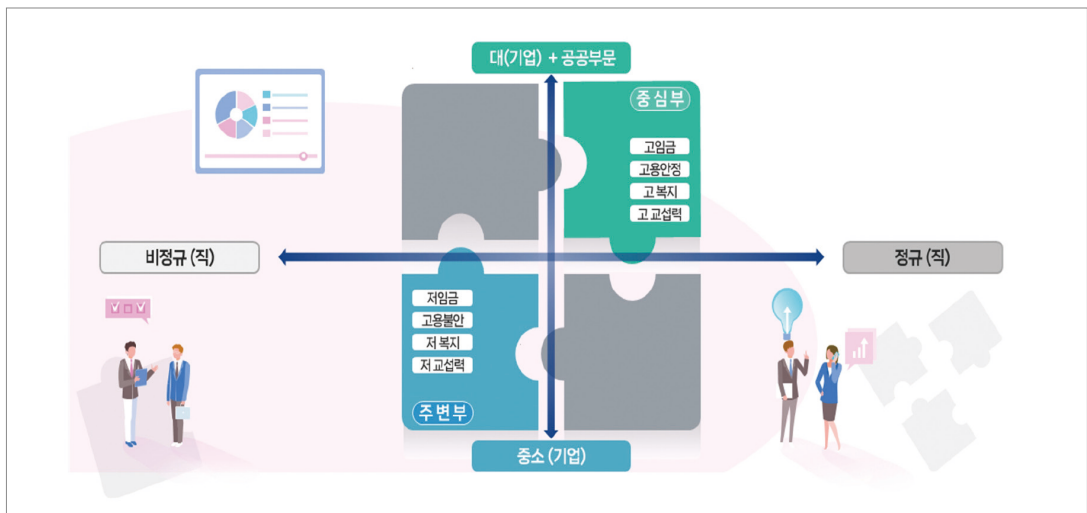 대(기업) + 공공부문
중심부
고임금
고용안정
고 복지
고 교섭력
비정규 (직)
정규 (직)
저임금
고용불안
저 복지
저 교섭력
주변부
중소 (기업)